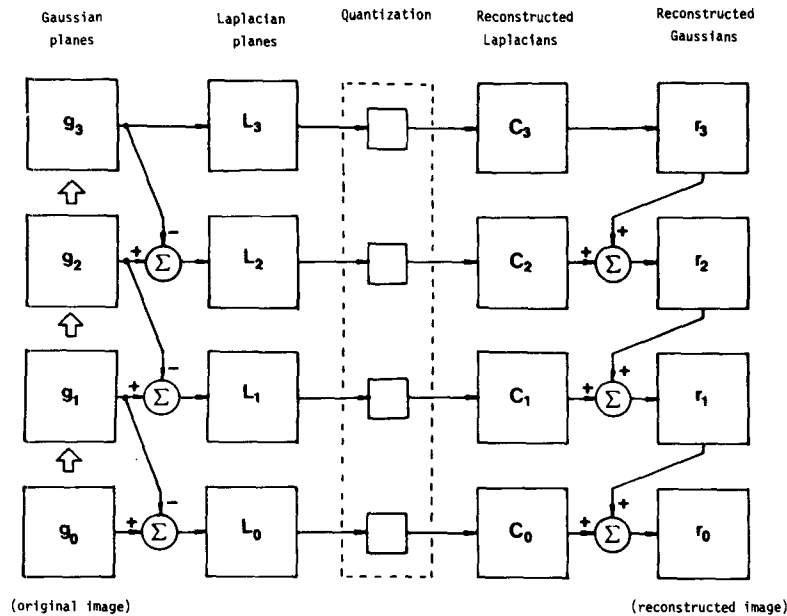 Gaussian planes
Laplacian planes
Quantization
Reconstructed Laplacians
Reconstructed Gaussians
g3 L3 C3 r3
− +
g2 + Σ L2 C2 + Σ r2
− +
g1 + Σ L1 C1 + Σ r1
− +
g0 + Σ L0 C0 + Σ r0
(original image) (reconstructed image)